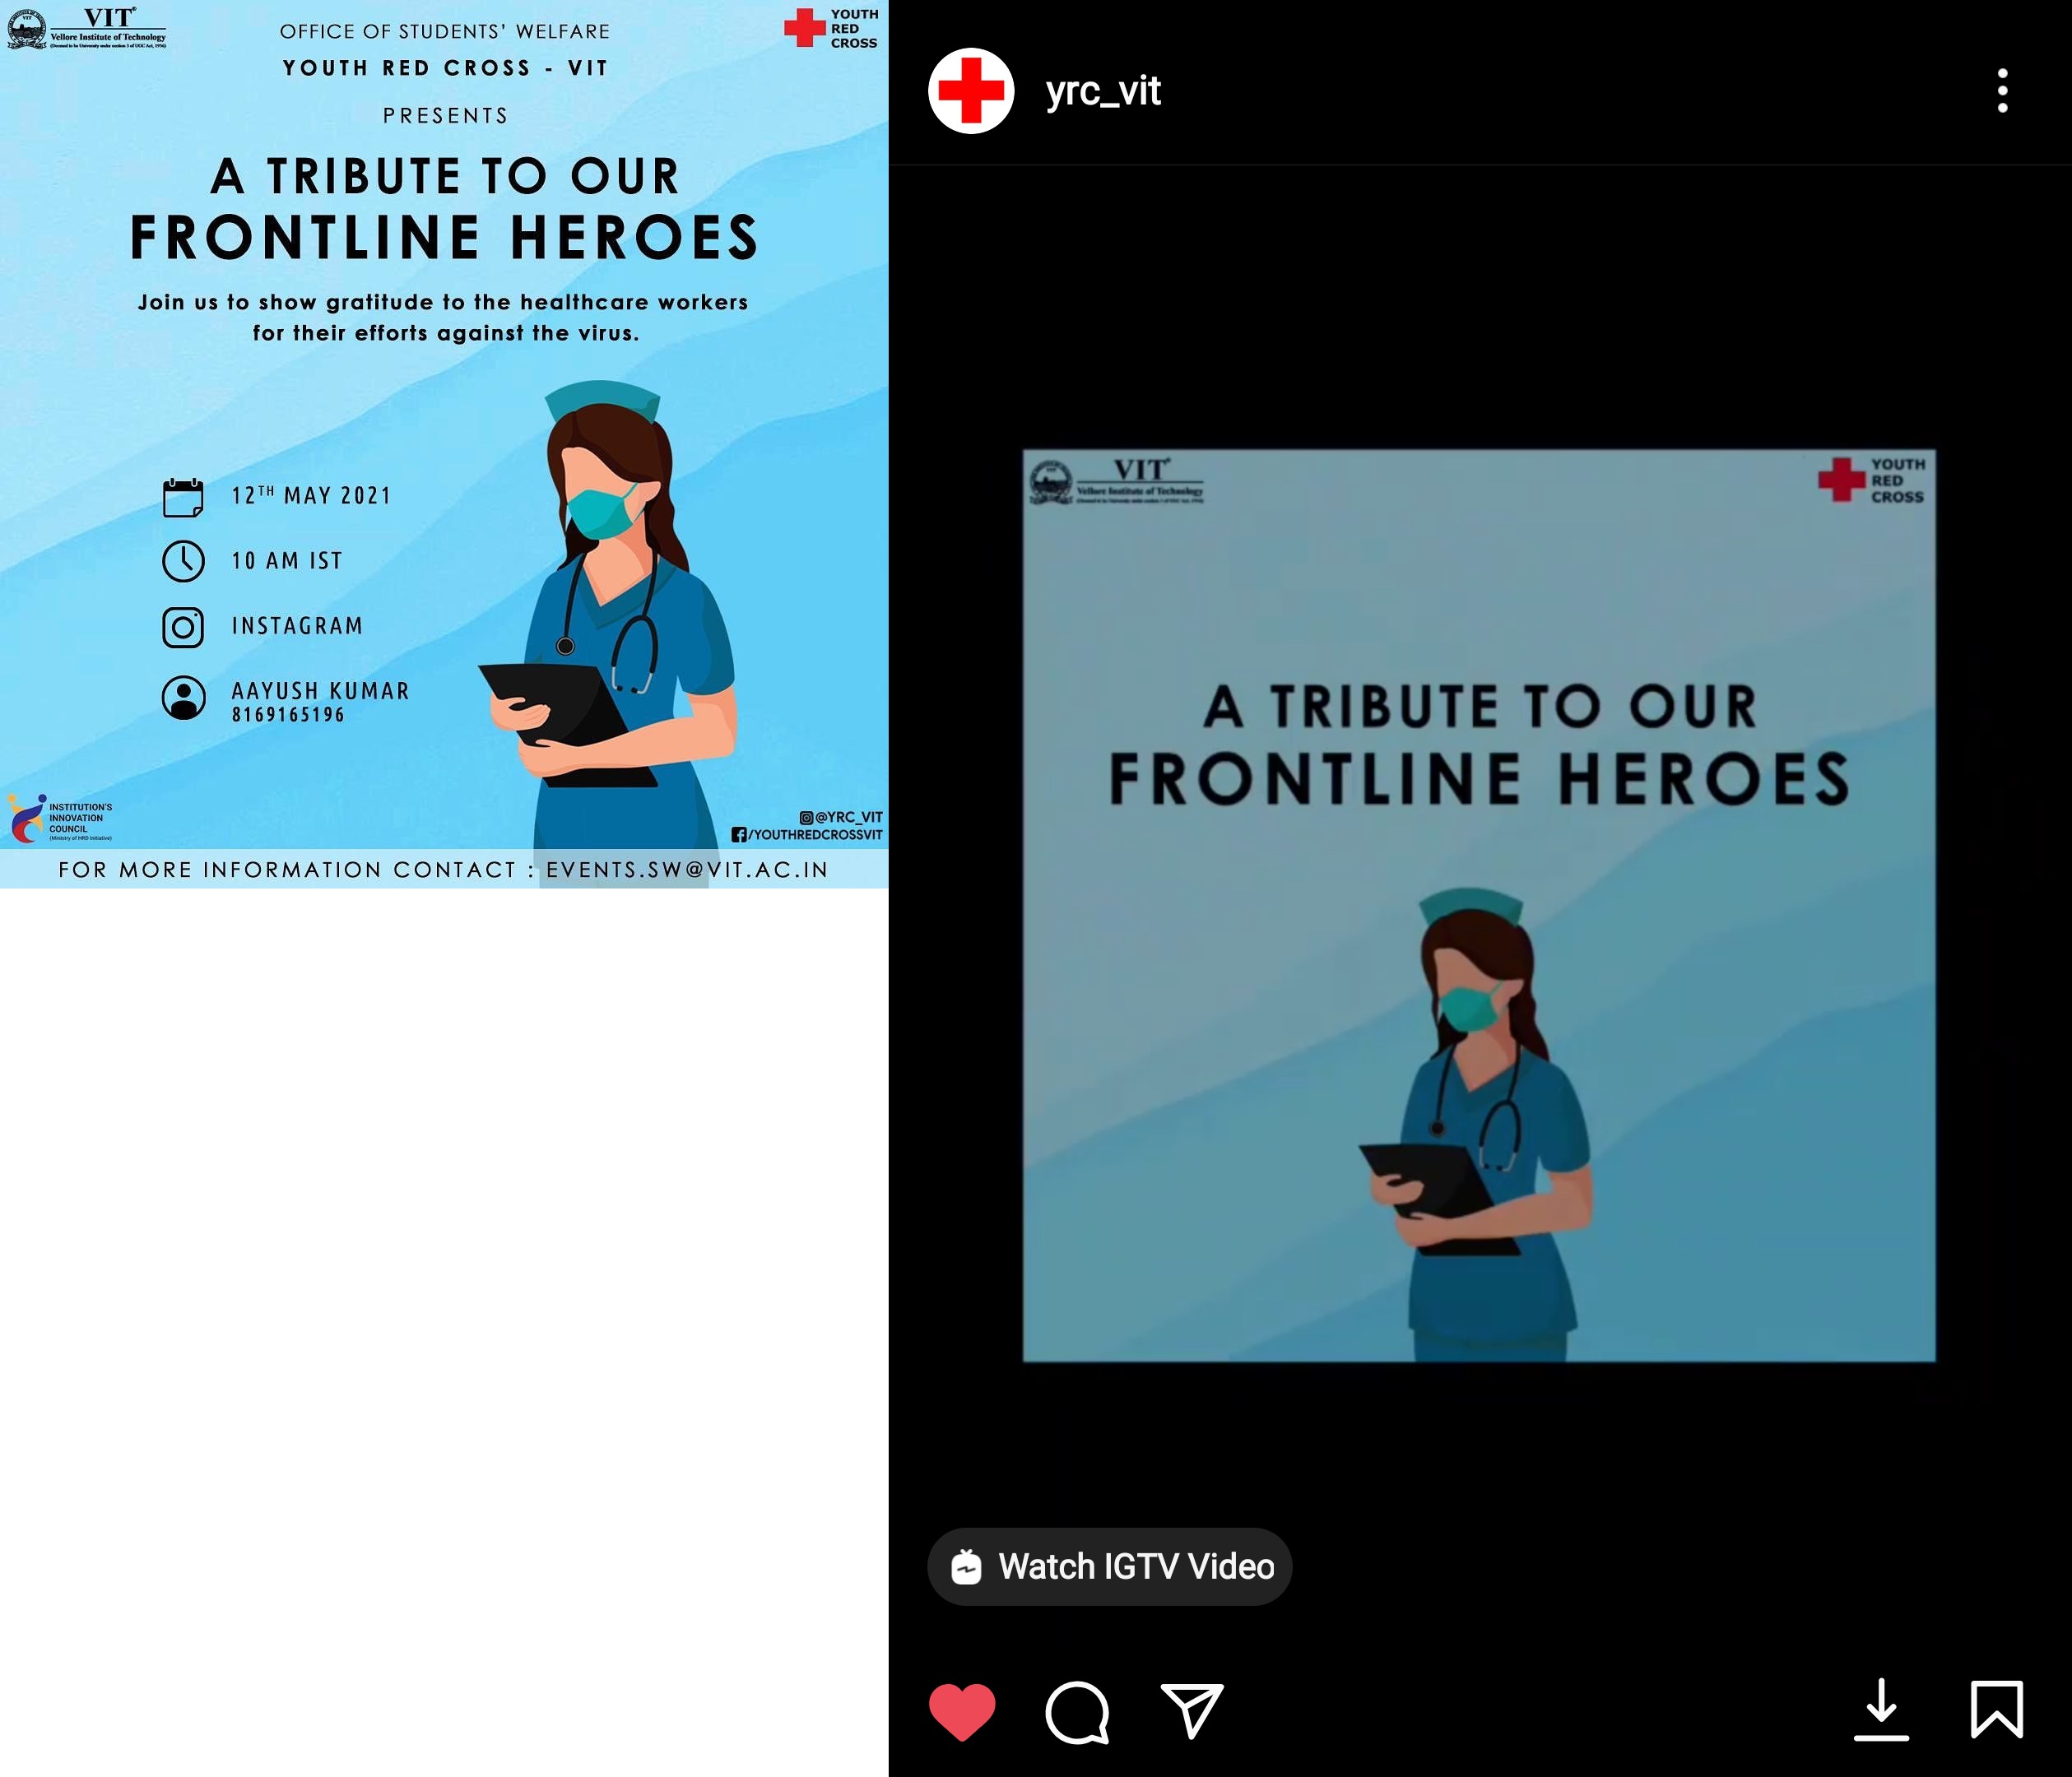 VIT
Vellore Institute of Technology
(Deemed to be University under section 3 of UGC Act, 1956)
OFFICE OF STUDENTS' WELFARE
YOUTH RED CROSS - VIT
PRESENTS
YOUTH
RED
CROSS
A TRIBUTE TO OUR
FRONTLINE HEROES
Join us to show gratitude to the healthcare workers
for their efforts against the virus.
12TH MAY 2021
10 AM IST
INSTAGRAM
AAYUSH KUMAR
8169165196
INSTITUTION'S
INNOVATION
COUNCIL
(Ministry of HRD Initiative)
@YRC_VIT
/YOUTHREDCROSSVIT
FOR MORE INFORMATION CONTACT : EVENTS.SW@VIT.AC.IN
yrc_vit
VIT
Vellore Institute of Technology
(Deemed to be University under section 3 of UGC Act, 1956)
YOUTH
RED
CROSS
A TRIBUTE TO OUR
FRONTLINE HEROES
Watch IGTV Video